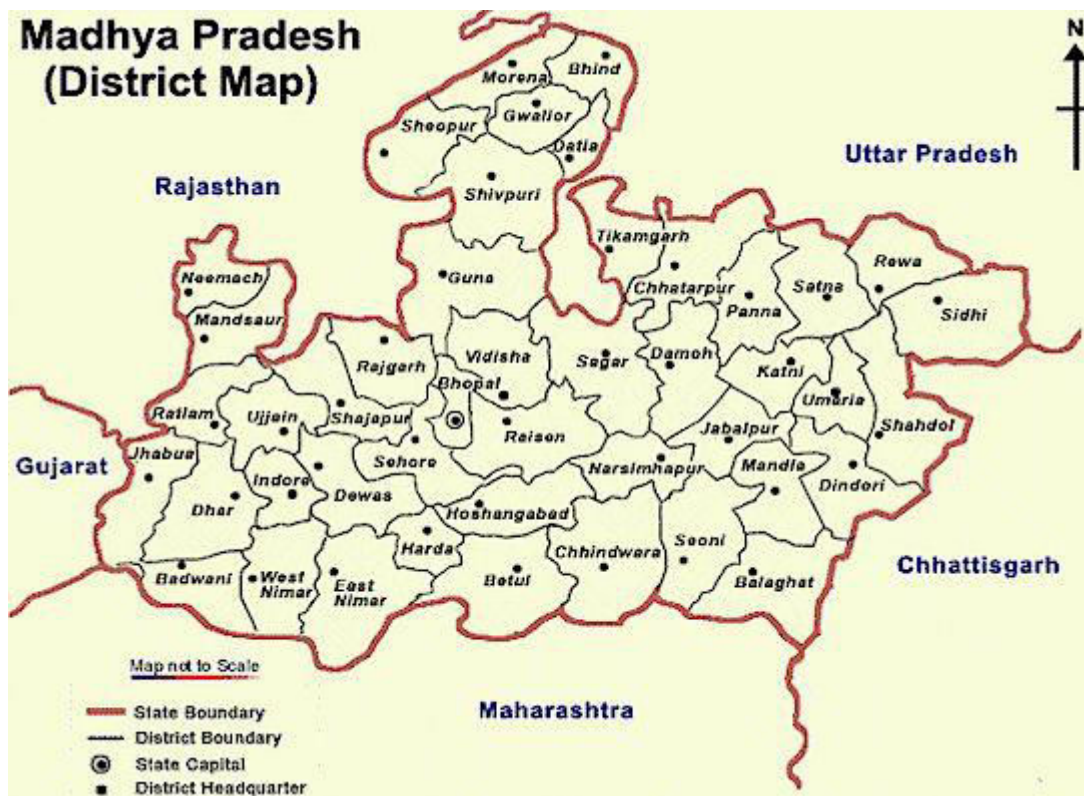 Madhya Pradesh
(District Map)
N
Morena
Bhind
Gwalior
Sheopur
Datia
Uttar Pradesh
Rajasthan
Shivpuri
Tikamgarh
Neemach
Guna
Chhatarpur
Rewa
Panna
Satna
Sidhi
Mandsaur
Rajgarh
Vidisha
Sagar
Damoh
Katni
Bhopal
Umaria
Ratlam
Ujjain
Shajapur
Raisen
Jabalpur
Shahdol
Gujarat
Jhabua
Sehore
Narsimhapur
Mandla
Indore
Dewas
Dindori
Dhar
Hoshangabad
Harda
Chhindwara
Seoni
Chhattisgarh
Badwani
West
Nimar
East
Nimar
Betul
Balaghat
Map not to Scale
Maharashtra
State Boundary
District Boundary
State Capital
District Headquarter